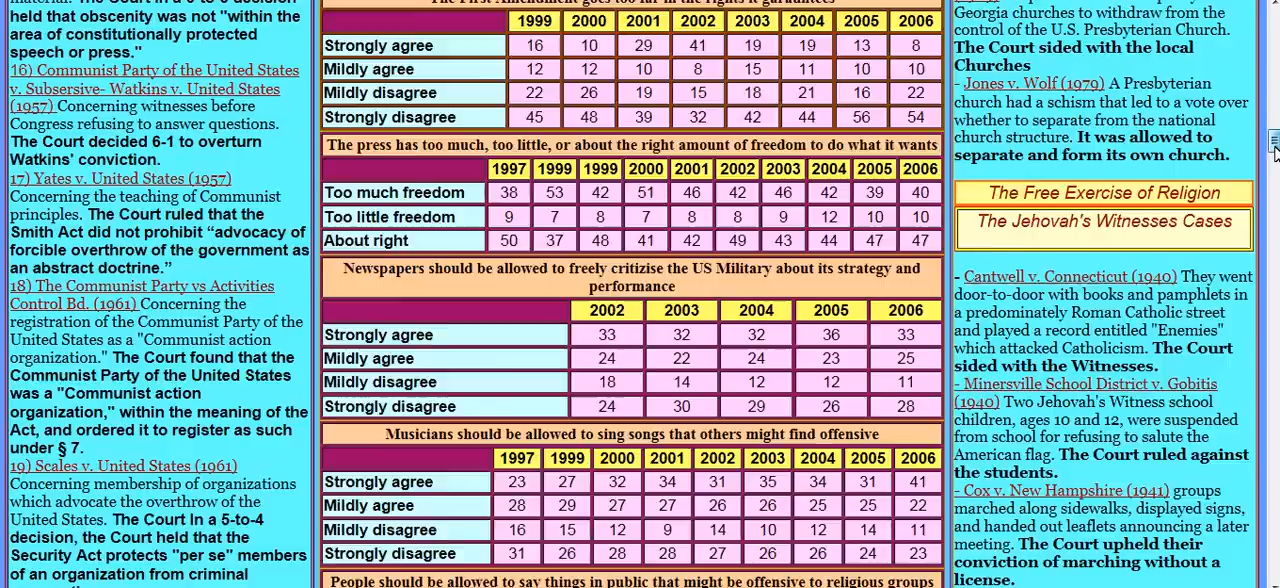 material. The Court in a 6-to-3 decision
held that obscenity was not "within the
area of constitutionally protected
speech or press."
16) Communist Party of the United States
v. Subsersive- Watkins v. United States
(1957) Concerning witnesses before
Congress refusing to answer questions.
The Court decided 6-1 to overturn
Watkins' conviction.
17) Yates v. United States (1957)
Concerning the teaching of Communist
principles. The Court ruled that the
Smith Act did not prohibit “advocacy of
forcible overthrow of the government as
an abstract doctrine.”
18) The Communist Party vs Activities
Control Bd. (1961) Concerning the
registration of the Communist Party of the
United States as a "Communist action
organization." The Court found that the
Communist Party of the United States
was a "Communist action
organization," within the meaning of the
Act, and ordered it to register as such
under § 7.
19) Scales v. United States (1961)
Concerning membership of organizations
which advocate the overthrow of the
United States. The Court In a 5-to-4
decision, the Court held that the
Security Act protects "per se" members
of an organization from criminal
The First Amendment goes too far in the rights it garuntees
1999 2000 2001 2002 2003 2004 2005 2006
Strongly agree 16 10 29 41 19 19 13 8
Mildly agree 12 12 10 8 15 11 10 10
Mildly disagree 22 26 19 15 18 21 16 22
Strongly disagree 45 48 39 32 42 44 56 54
The press has too much, too little, or about the right amount of freedom to do what it wants
1997 1999 1999 2000 2001 2002 2003 2004 2005 2006
Too much freedom 38 53 42 51 46 42 46 42 39 40
Too little freedom 9 7 8 7 8 8 9 12 10 10
About right 50 37 48 41 42 49 43 44 47 47
Newspapers should be allowed to freely critizise the US Military about its strategy and
performance
2002 2003 2004 2005 2006
Strongly agree 33 32 32 36 33
Mildly agree 24 22 24 23 25
Mildly disagree 18 14 12 12 11
Strongly disagree 24 30 29 26 28
Musicians should be allowed to sing songs that others might find offensive
1997 1999 2000 2001 2002 2003 2004 2005 2006
Strongly agree 23 27 32 34 31 35 34 31 41
Mildly agree 28 29 27 27 26 26 25 25 22
Mildly disagree 16 15 12 9 14 10 12 14 11
Strongly disagree 31 26 28 28 27 26 26 24 23
People should be allowed to say things in public that might be offensive to religious groups
Georgia churches to withdraw from the
control of the U.S. Presbyterian Church.
The Court sided with the local
Churches
- Jones v. Wolf (1979) A Presbyterian
church had a schism that led to a vote over
whether to separate from the national
church structure. It was allowed to
separate and form its own church.
The Free Exercise of Religion
The Jehovah's Witnesses Cases
- Cantwell v. Connecticut (1940) They went
door-to-door with books and pamphlets in
a predominately Roman Catholic street
and played a record entitled "Enemies"
which attacked Catholicism. The Court
sided with the Witnesses.
- Minersville School District v. Gobitis
(1940) Two Jehovah's Witness school
children, ages 10 and 12, were suspended
from school for refusing to salute the
American flag. The Court ruled against
the students.
- Cox v. New Hampshire (1941) groups
marched along sidewalks, displayed signs,
and handed out leaflets announcing a later
meeting. The Court upheld their
conviction of marching without a
license.